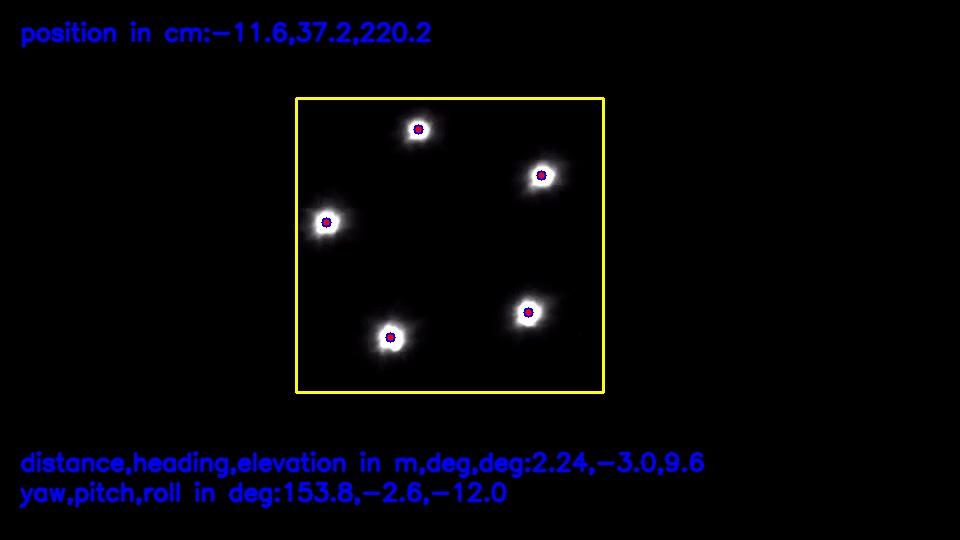 position in cm:-11.6,37.2,220.2
distance,heading,elevation in m,deg,deg:2.24,-3.0,9.6
yaw,pitch,roll in deg:153.8,-2.6,-12.0